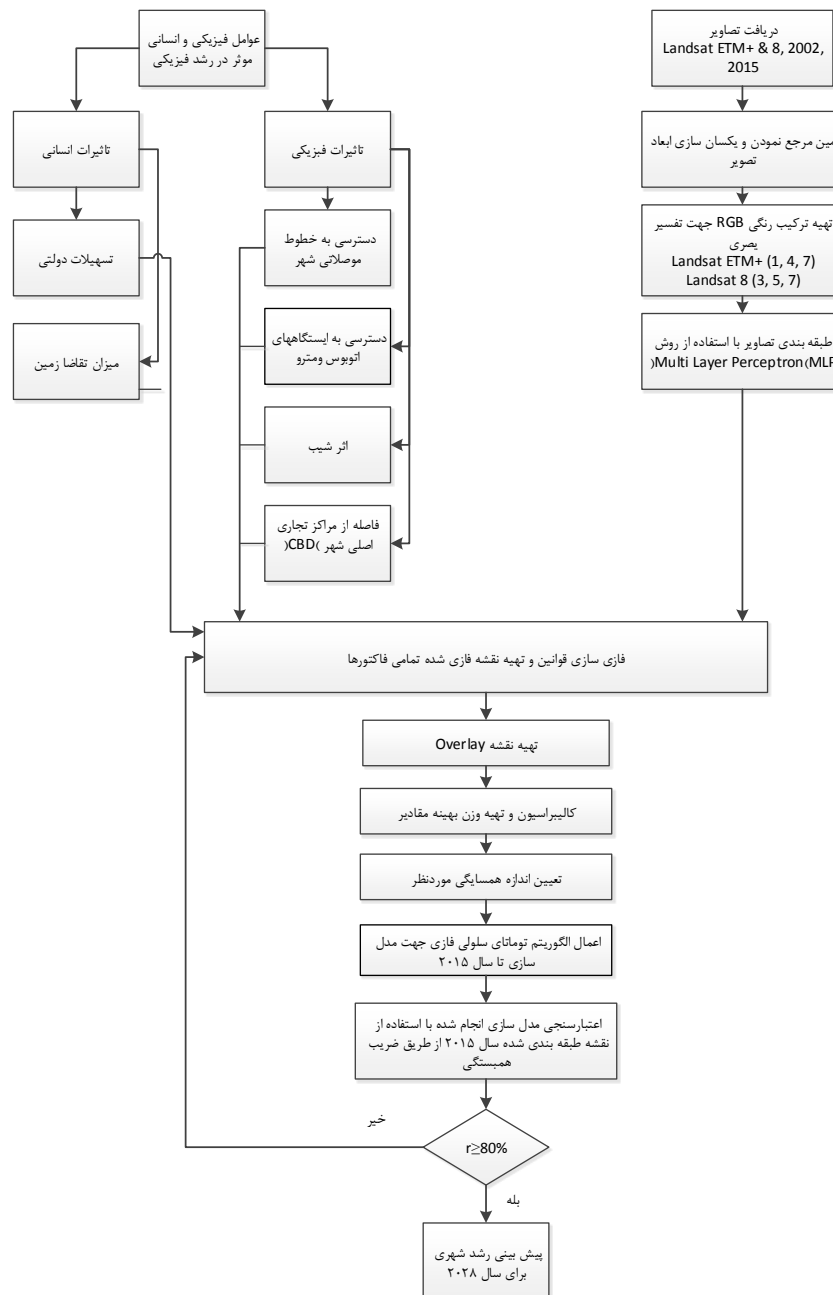 عوامل فیزیکی و انسانی
موثر در رشد فیزیکی
تاثیرات انسانی
تاثیرات فیزیکی
تسهیلات دولتی
میزان تقاضا زمین
دسترسی به خطوط
موصلاتی شهر
دسترسی به ایستگاههای
اتوبوس ومترو
اثر شیب
فاصله از مراکز تجاری
اصلی شهر )CBD(
دریافت تصاویر
Landsat ETM+ & 8, 2002,
2015
مین مرجع نمودن و یکسان سازی ابعاد
تصویر
تهیه ترکیب رنگی RGB جهت تفسیر
یصری
Landsat ETM+ (1, 4, 7)
Landsat 8 (3, 5, 7)
طبقه بندی تصاویر با استفاده از روش
)Multi Layer Perceptron(MLP
فازی سازی قوانین و تهیه نقشه فازی شده تمامی فاکتورها
تهیه نقشه Overlay
کالیبراسیون و تهیه وزن بهینه مقادیر
تعیین اندازه همسایگی موردنظر
اعمال الگوریتم توماتای سلولی فازی جهت مدل
سازی تا سال ۲۰۱۵
اعتبارسنجی مدل سازی انجام شده با استفاده از
نقشه طبقه بندی شده سال ۲۰۱۵ از طریق ضریب
همبستگی
خیر
r≥80%
بله
پیش بینی رشد شهری
برای سال ۲۰۲۸